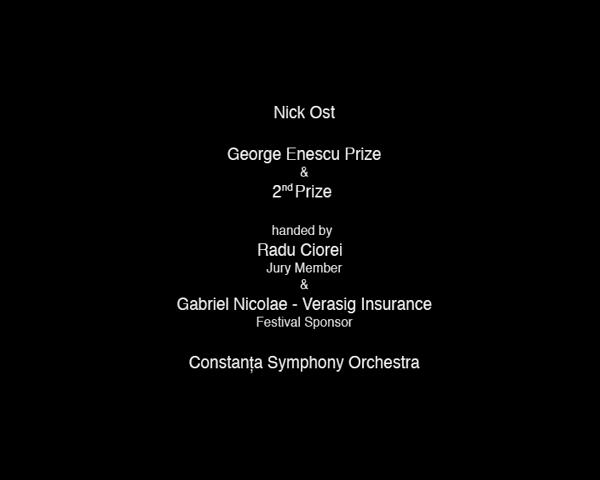 Nick Ost
George Enescu Prize
&
2nd Prize
handed by
Radu Ciorei
Jury Member
&
Gabriel Nicolae - Verasig Insurance
Festival Sponsor
Constanța Symphony Orchestra